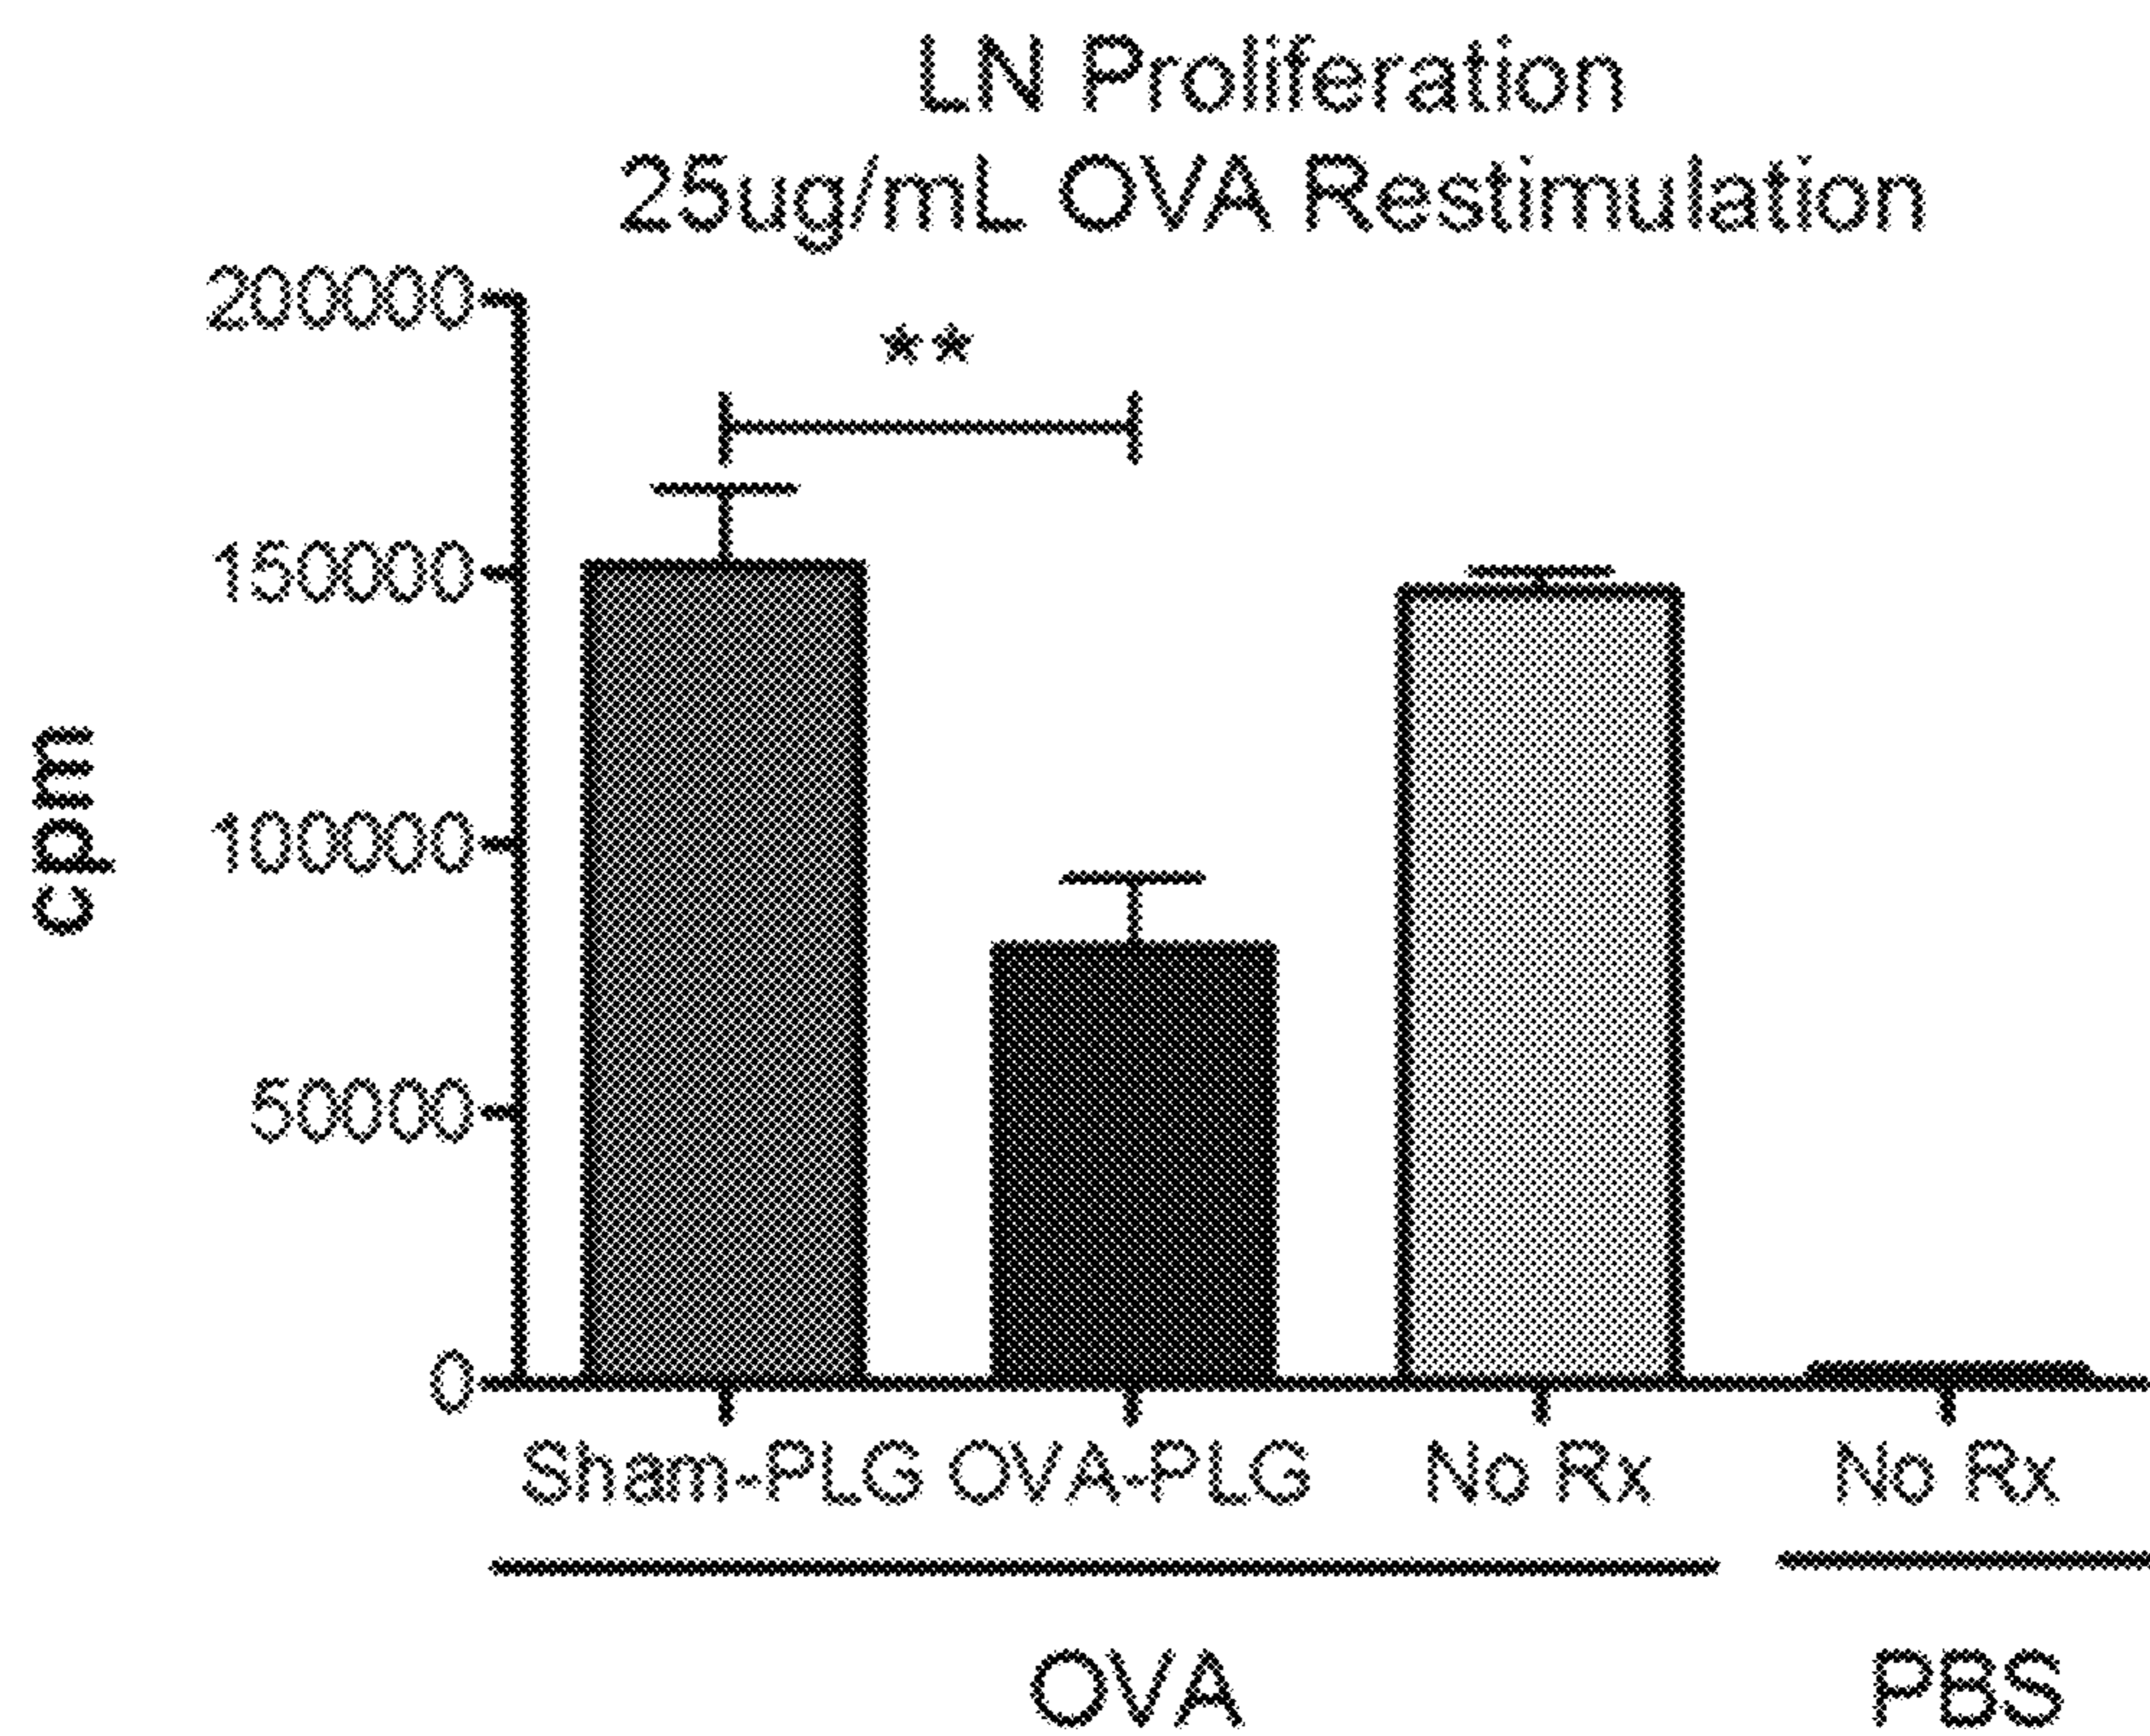 LN Proliferation
25ug/mL OVA Restimulation
200000
**
150000
100000
50000
0
cpm
Sham-PLG OVA-PLG No Rx No Rx
OVA PBS